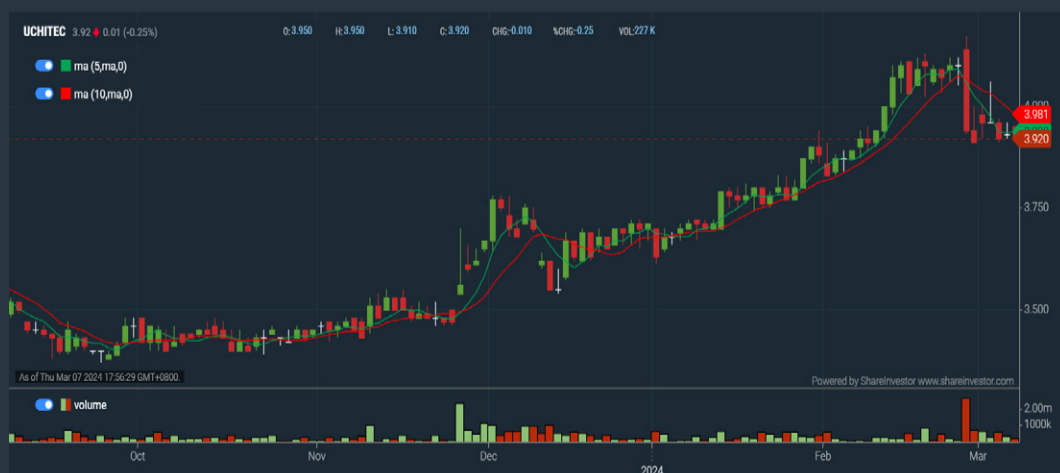 UCHITEC 3.92 0.01 (-0.25%) O:3.950 H:3.950 L:3.910 C:3.920 CHG:-0.010 %CHG:-0.25 VOL:227 K
ma (5,ma,0)
ma (10,ma,0)
4.000
3.981
3.920
3.750
3.500
As of Thu Mar 07 2024 17:56:29 GMT+0800.
Powered by ShareInvestor www.shareinvestor.com
volume
2.00m
1000k
Oct Nov Dec Feb Mar
2024